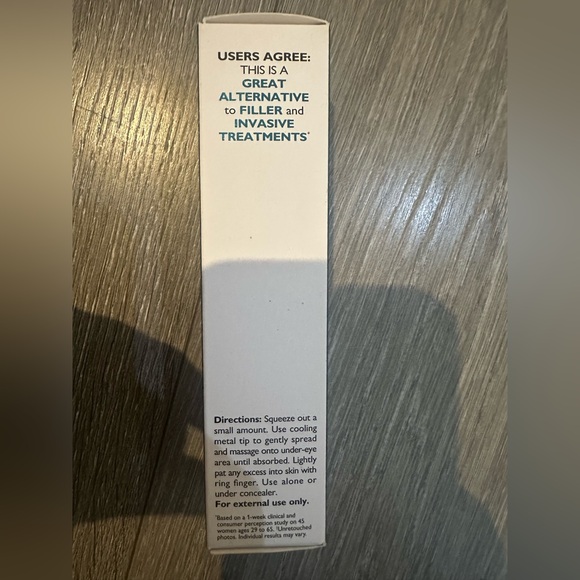 USERS AGREE:
THIS IS A
GREAT
ALTERNATIVE
to FILLER and
INVASIVE
TREATMENTS*
Directions: Squeeze out a
small amount. Use cooling
metal tip to gently spread
and massage onto under-eye
area until absorbed. Lightly
pat any excess into skin with
ring finger. Use alone or
under concealer.
For external use only.
*Based on a 1-week clinical and
consumer perception study on 45
women ages 29 to 65. †Unretouched
photos. Individual results may vary.